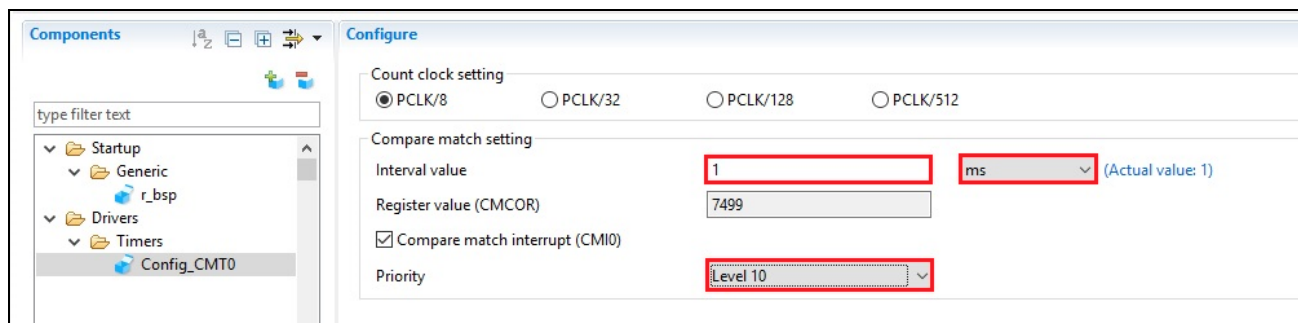 Components
Configure
type filter text
Startup
Generic
r_bsp
Drivers
Timers
Config_CMT0
Count clock setting
PCLK/8 PCLK/32 PCLK/128 PCLK/512
Compare match setting
Interval value 1 ms (Actual value: 1)
Register value (CMCOR) 7499
Compare match interrupt (CMI0)
Priority Level 10